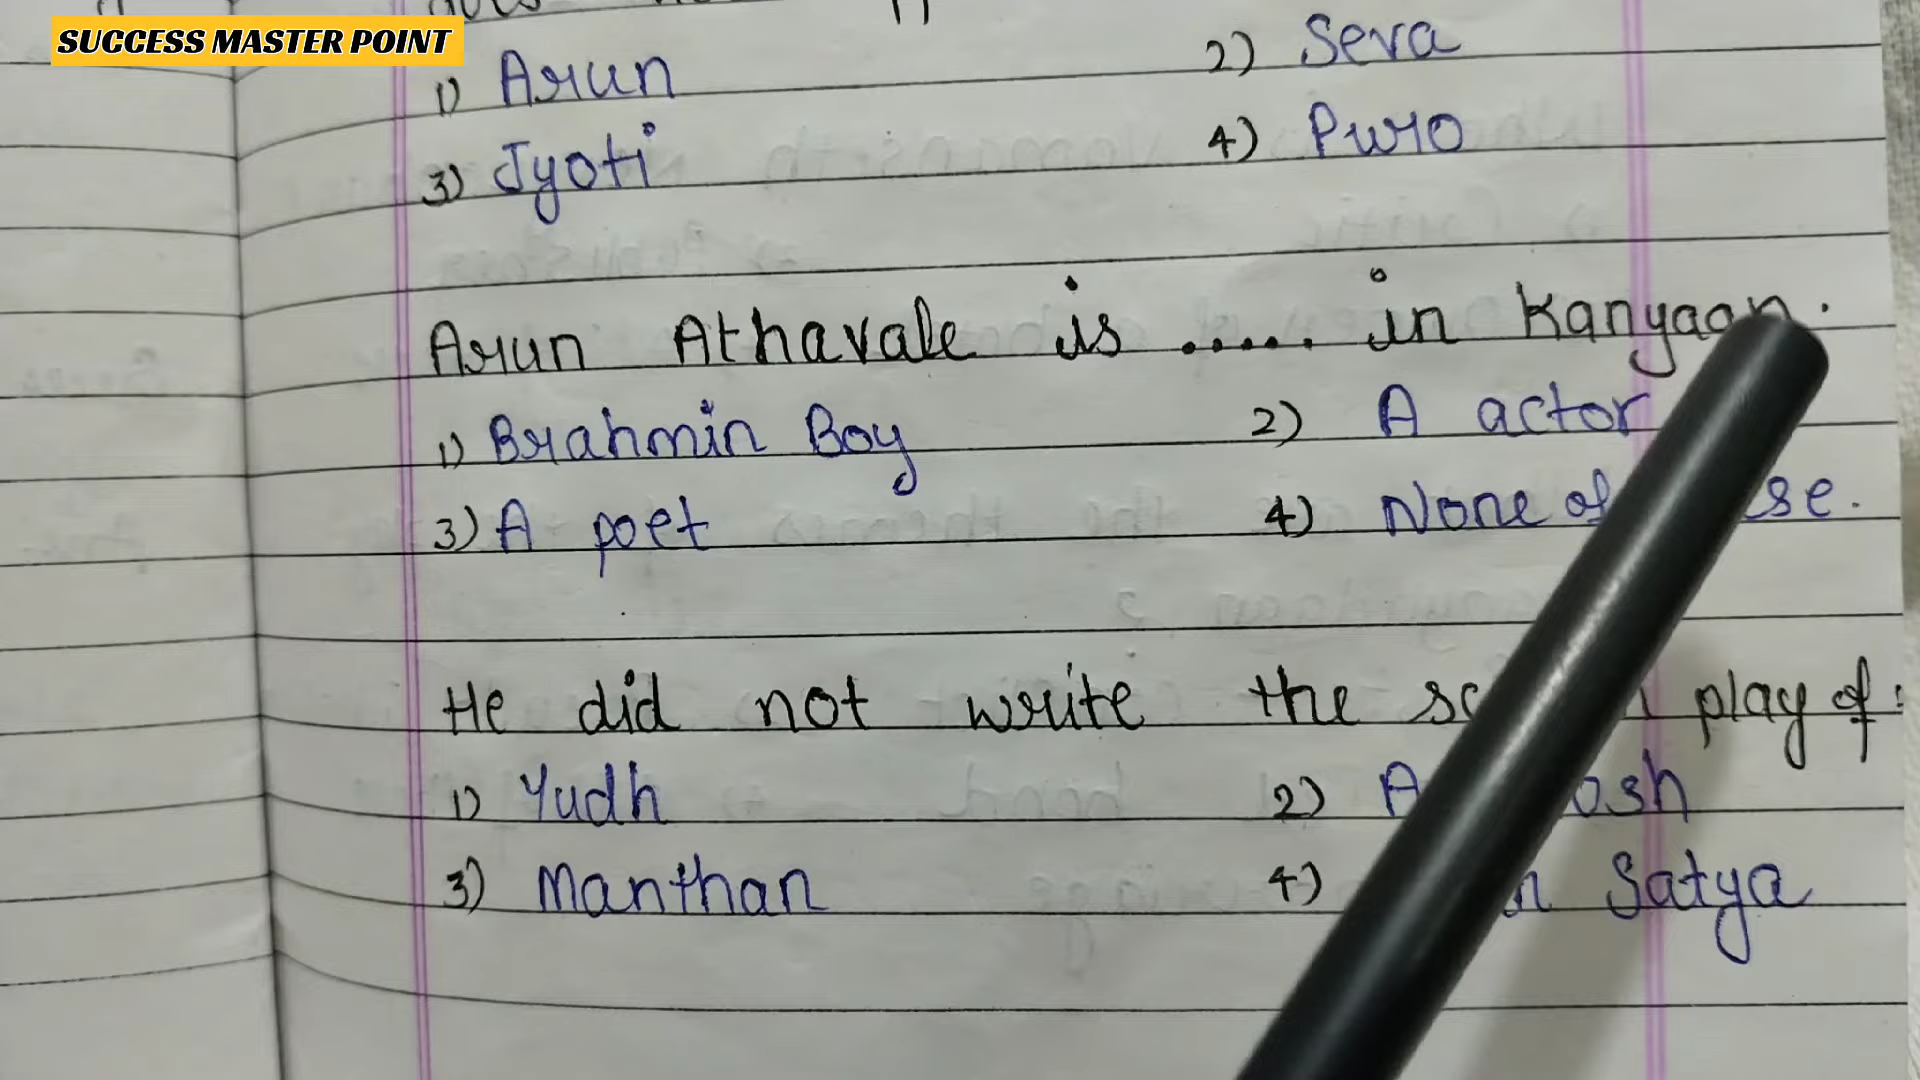 SUCCESS MASTER POINT
1) Arun 2) Seva
3) Jyoti 4) Puro
Arun Athavale is ..... in Kanyaan.
1) Brahmin Boy 2) A actor
3) A poet 4) None of
He did not write the play of :
1) Yudh 2)
3) Manthan 4) Satya